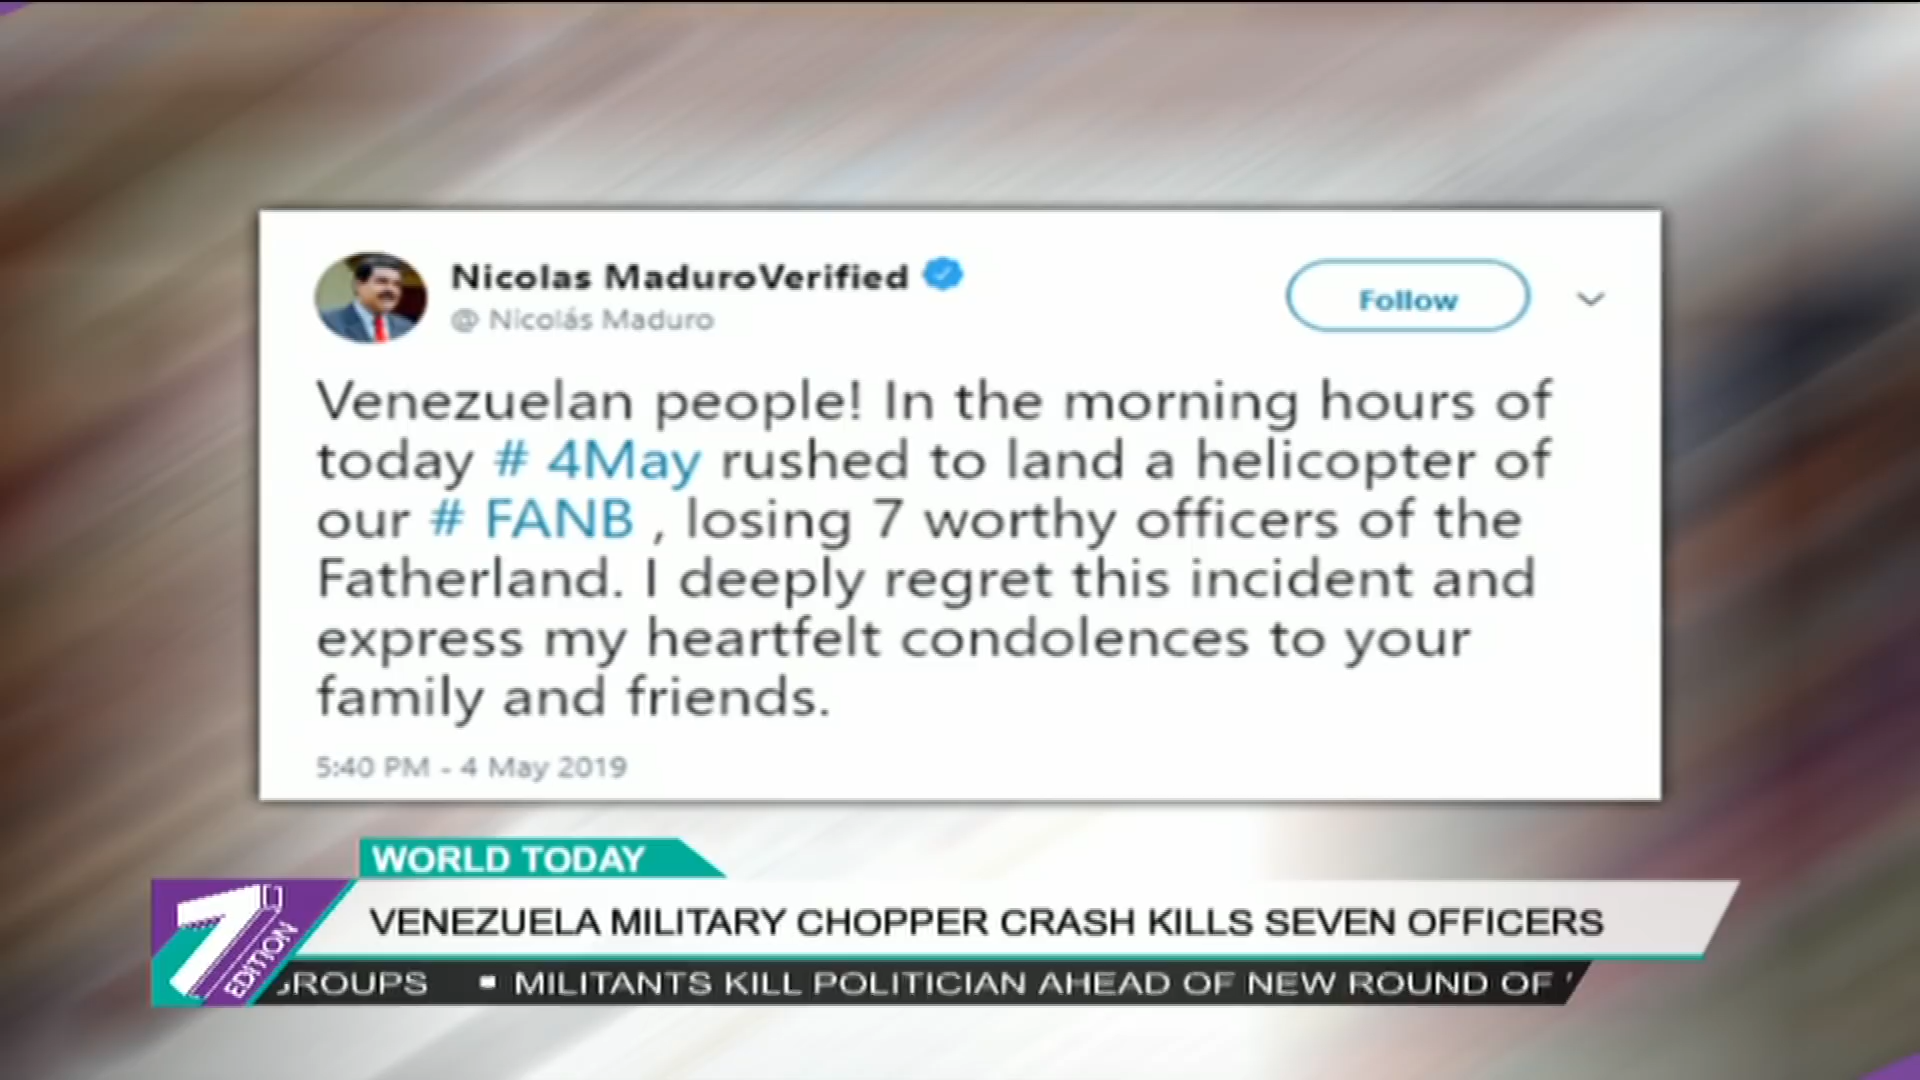 Nicolas MaduroVerified
@ Nicolás Maduro
Follow
Venezuelan people! In the morning hours of
today # 4May rushed to land a helicopter of
our # FANB , losing 7 worthy officers of the
Fatherland. I deeply regret this incident and
express my heartfelt condolences to your
family and friends.
5:40 PM - 4 May 2019
WORLD TODAY
7 EDITION
VENEZUELA MILITARY CHOPPER CRASH KILLS SEVEN OFFICERS
ROUPS ▪ MILITANTS KILL POLITICIAN AHEAD OF NEW ROUND OF '